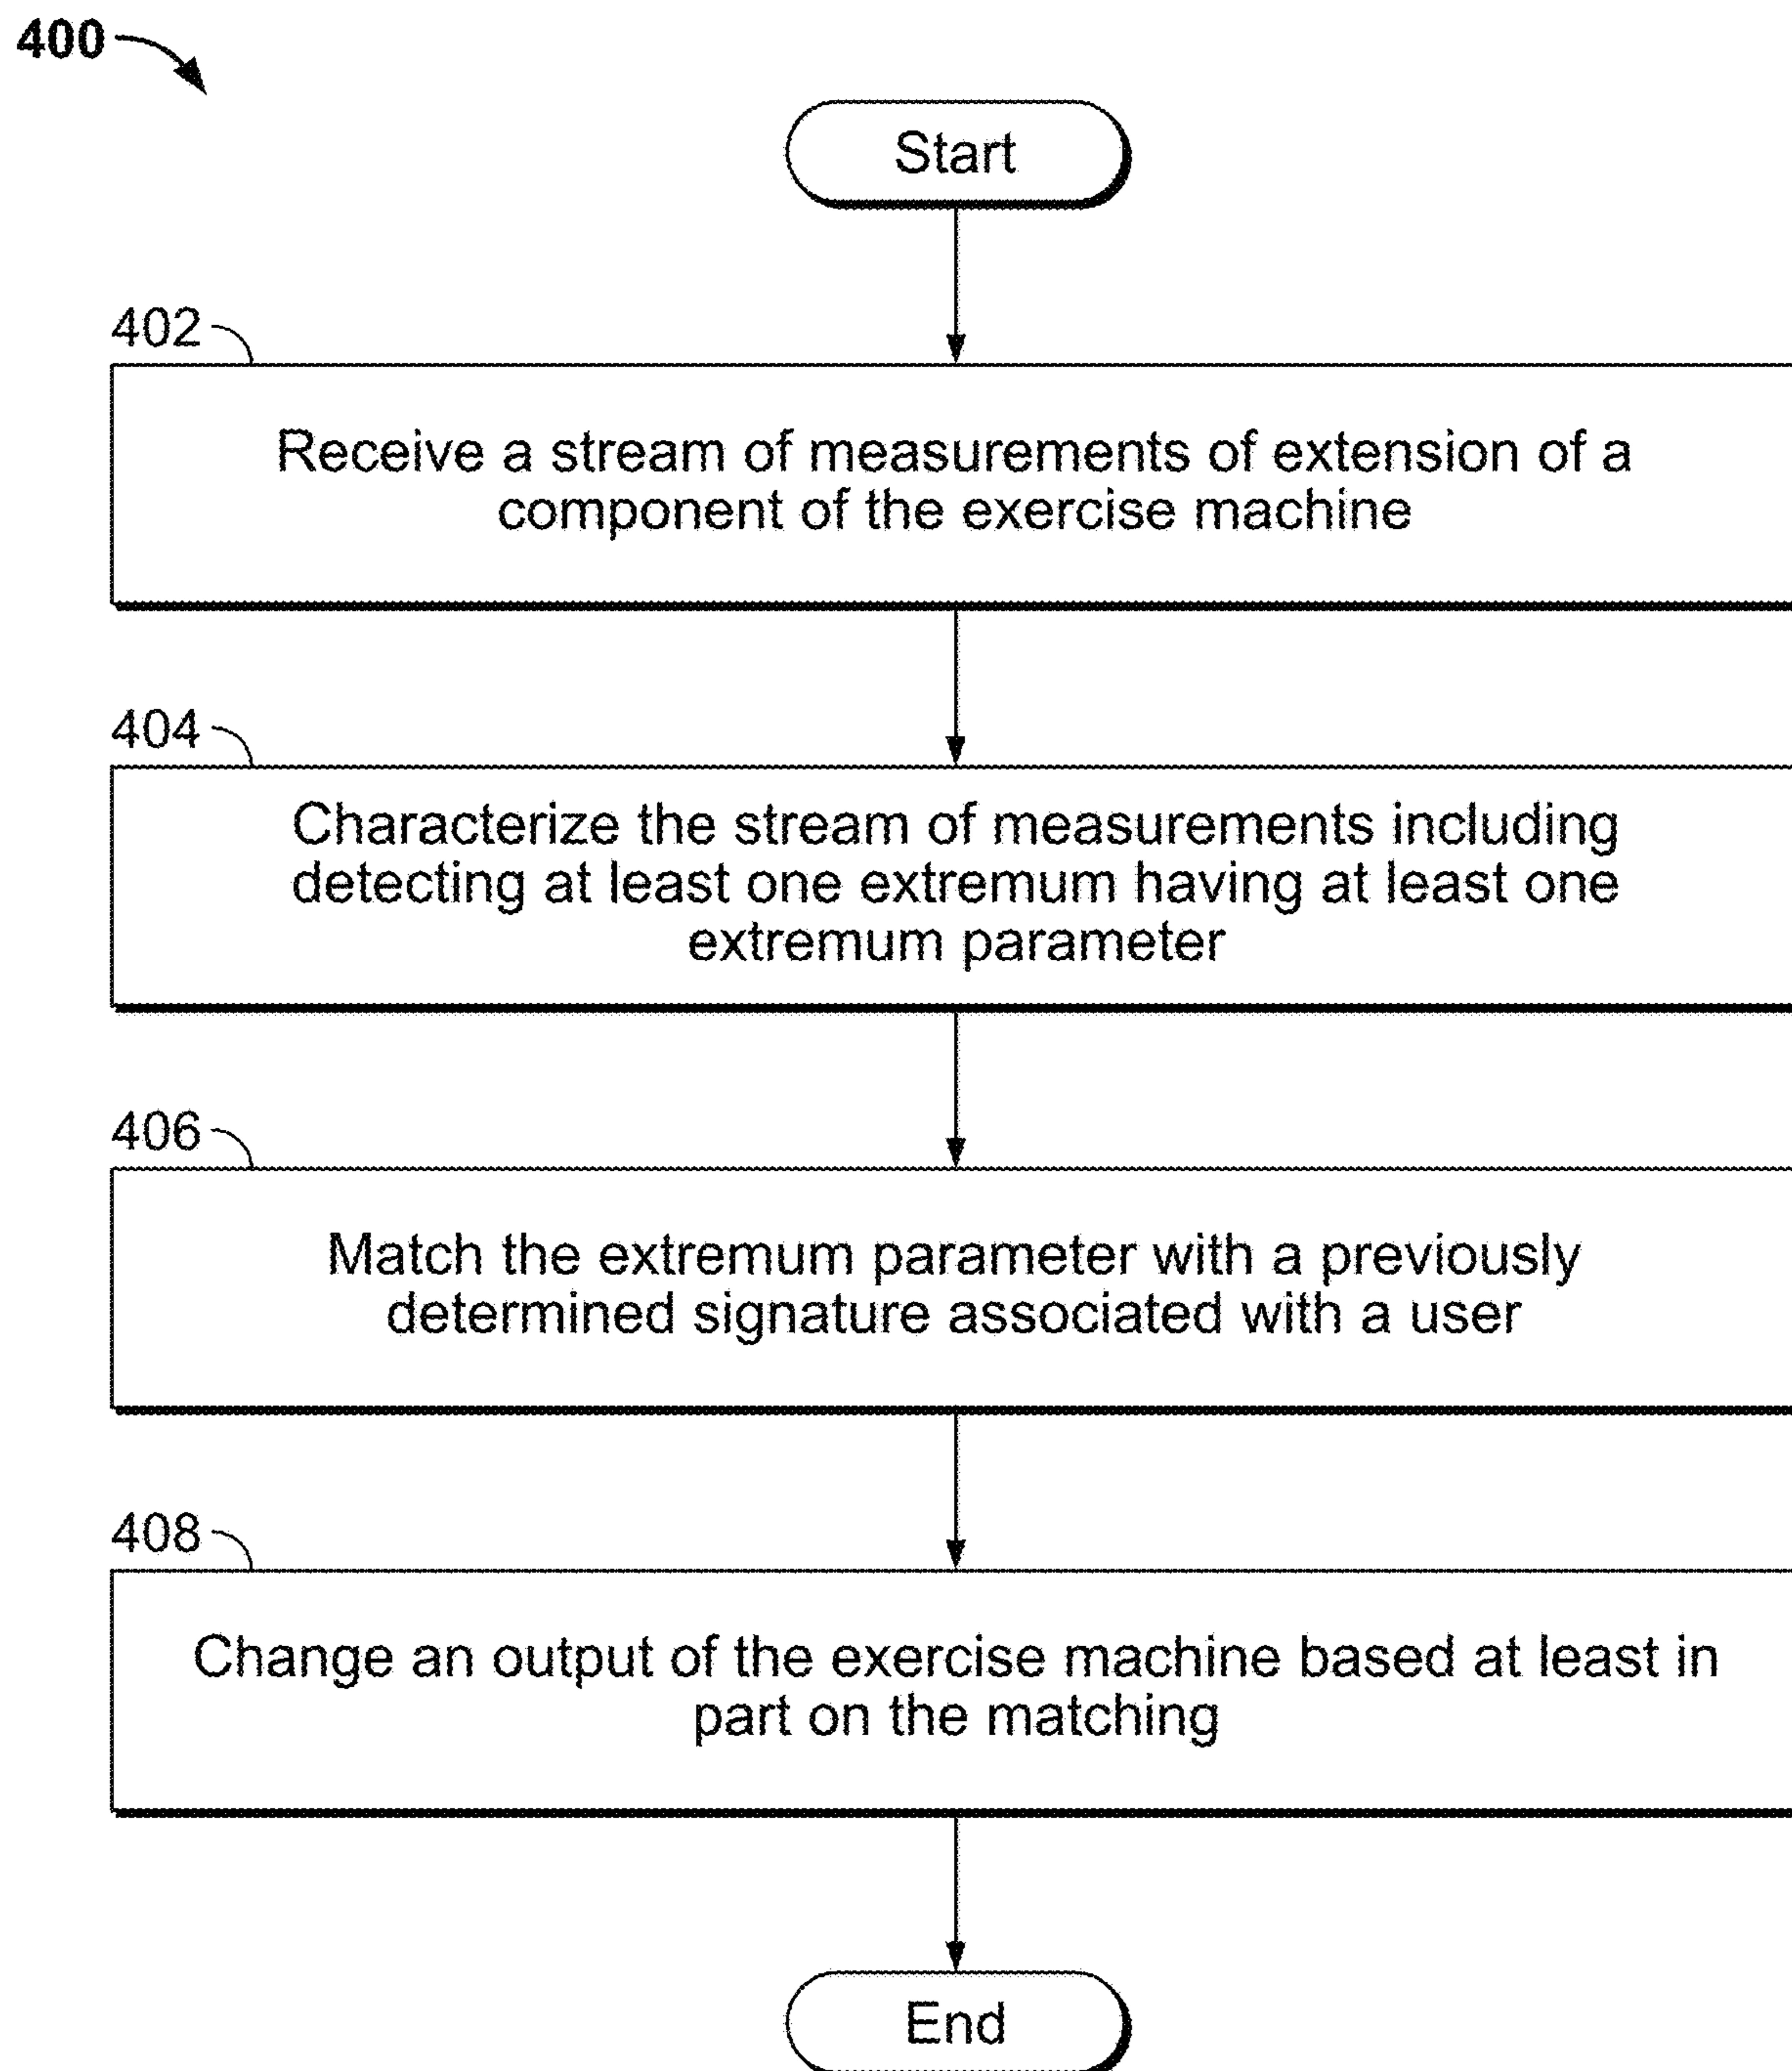 400
Start
402
Receive a stream of measurements of extension of a
component of the exercise machine
404
Characterize the stream of measurements including
detecting at least one extremum having at least one
extremum parameter
406
Match the extremum parameter with a previously
determined signature associated with a user
408
Change an output of the exercise machine based at least in
part on the matching
End